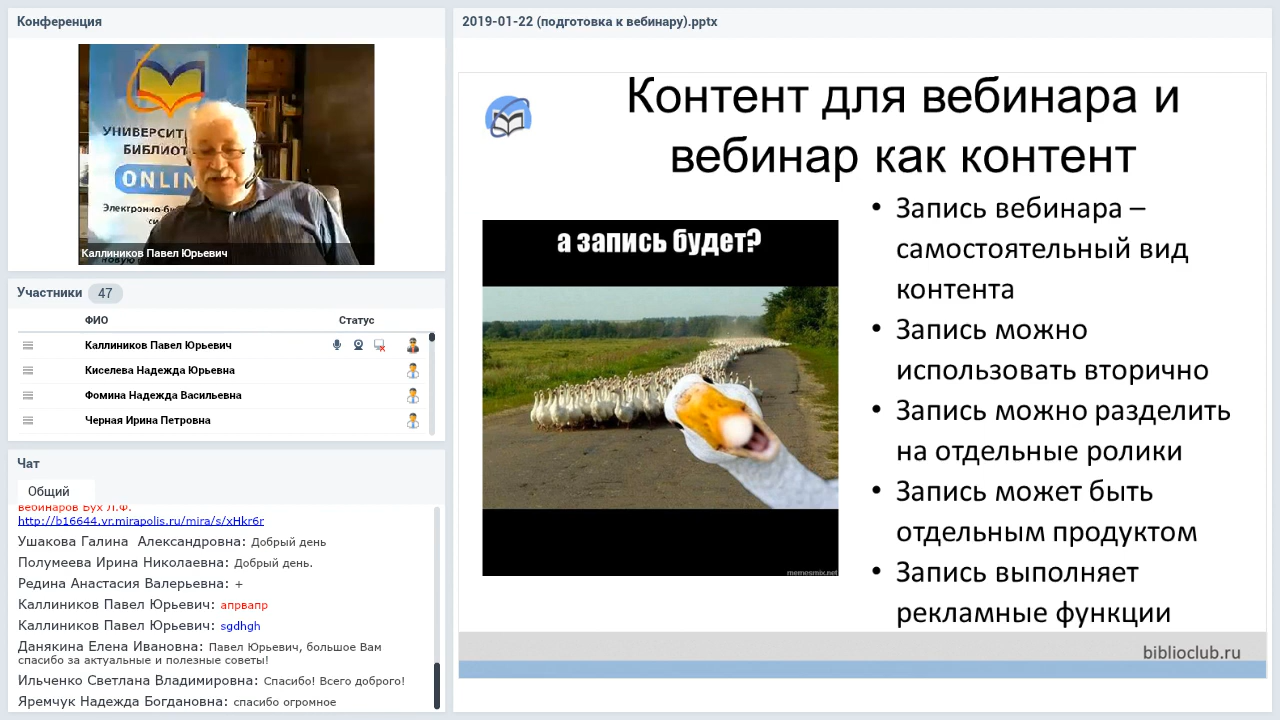 Конференция
УНИВЕРСИТ
БИБЛИОТ
ONLIN
Каллиников Павел Юрьевич
Участники 47
ФИО Статус
Каллиников Павел Юрьевич
Киселева Надежда Юрьевна
Фомина Надежда Васильевна
Черная Ирина Петровна
Чат
Общий
вебинаров Бух Л.Ф.
http://b16644.vr.mirapolis.ru/mira/s/xHkr6r
Ушакова Галина Александровна: Добрый день
Полумеева Ирина Николаевна: Добрый день.
Редина Анастасия Валерьевна: +
Каллиников Павел Юрьевич: апрвапр
Каллиников Павел Юрьевич: sgdhgh
Данякина Елена Ивановна: Павел Юрьевич, большое Вам
спасибо за актуальные и полезные советы!
Ильченко Светлана Владимировна: Спасибо! Всего доброго!
Яремчук Надежда Богдановна: спасибо огромное
2019-01-22 (подготовка к вебинару).pptx
Контент для вебинара и
вебинар как контент
а запись будет?
memesmix.net
• Запись вебинара –
самостоятельный вид
контента
• Запись можно
использовать вторично
• Запись можно разделить
на отдельные ролики
• Запись может быть
отдельным продуктом
• Запись выполняет
рекламные функции
biblioclub.ru